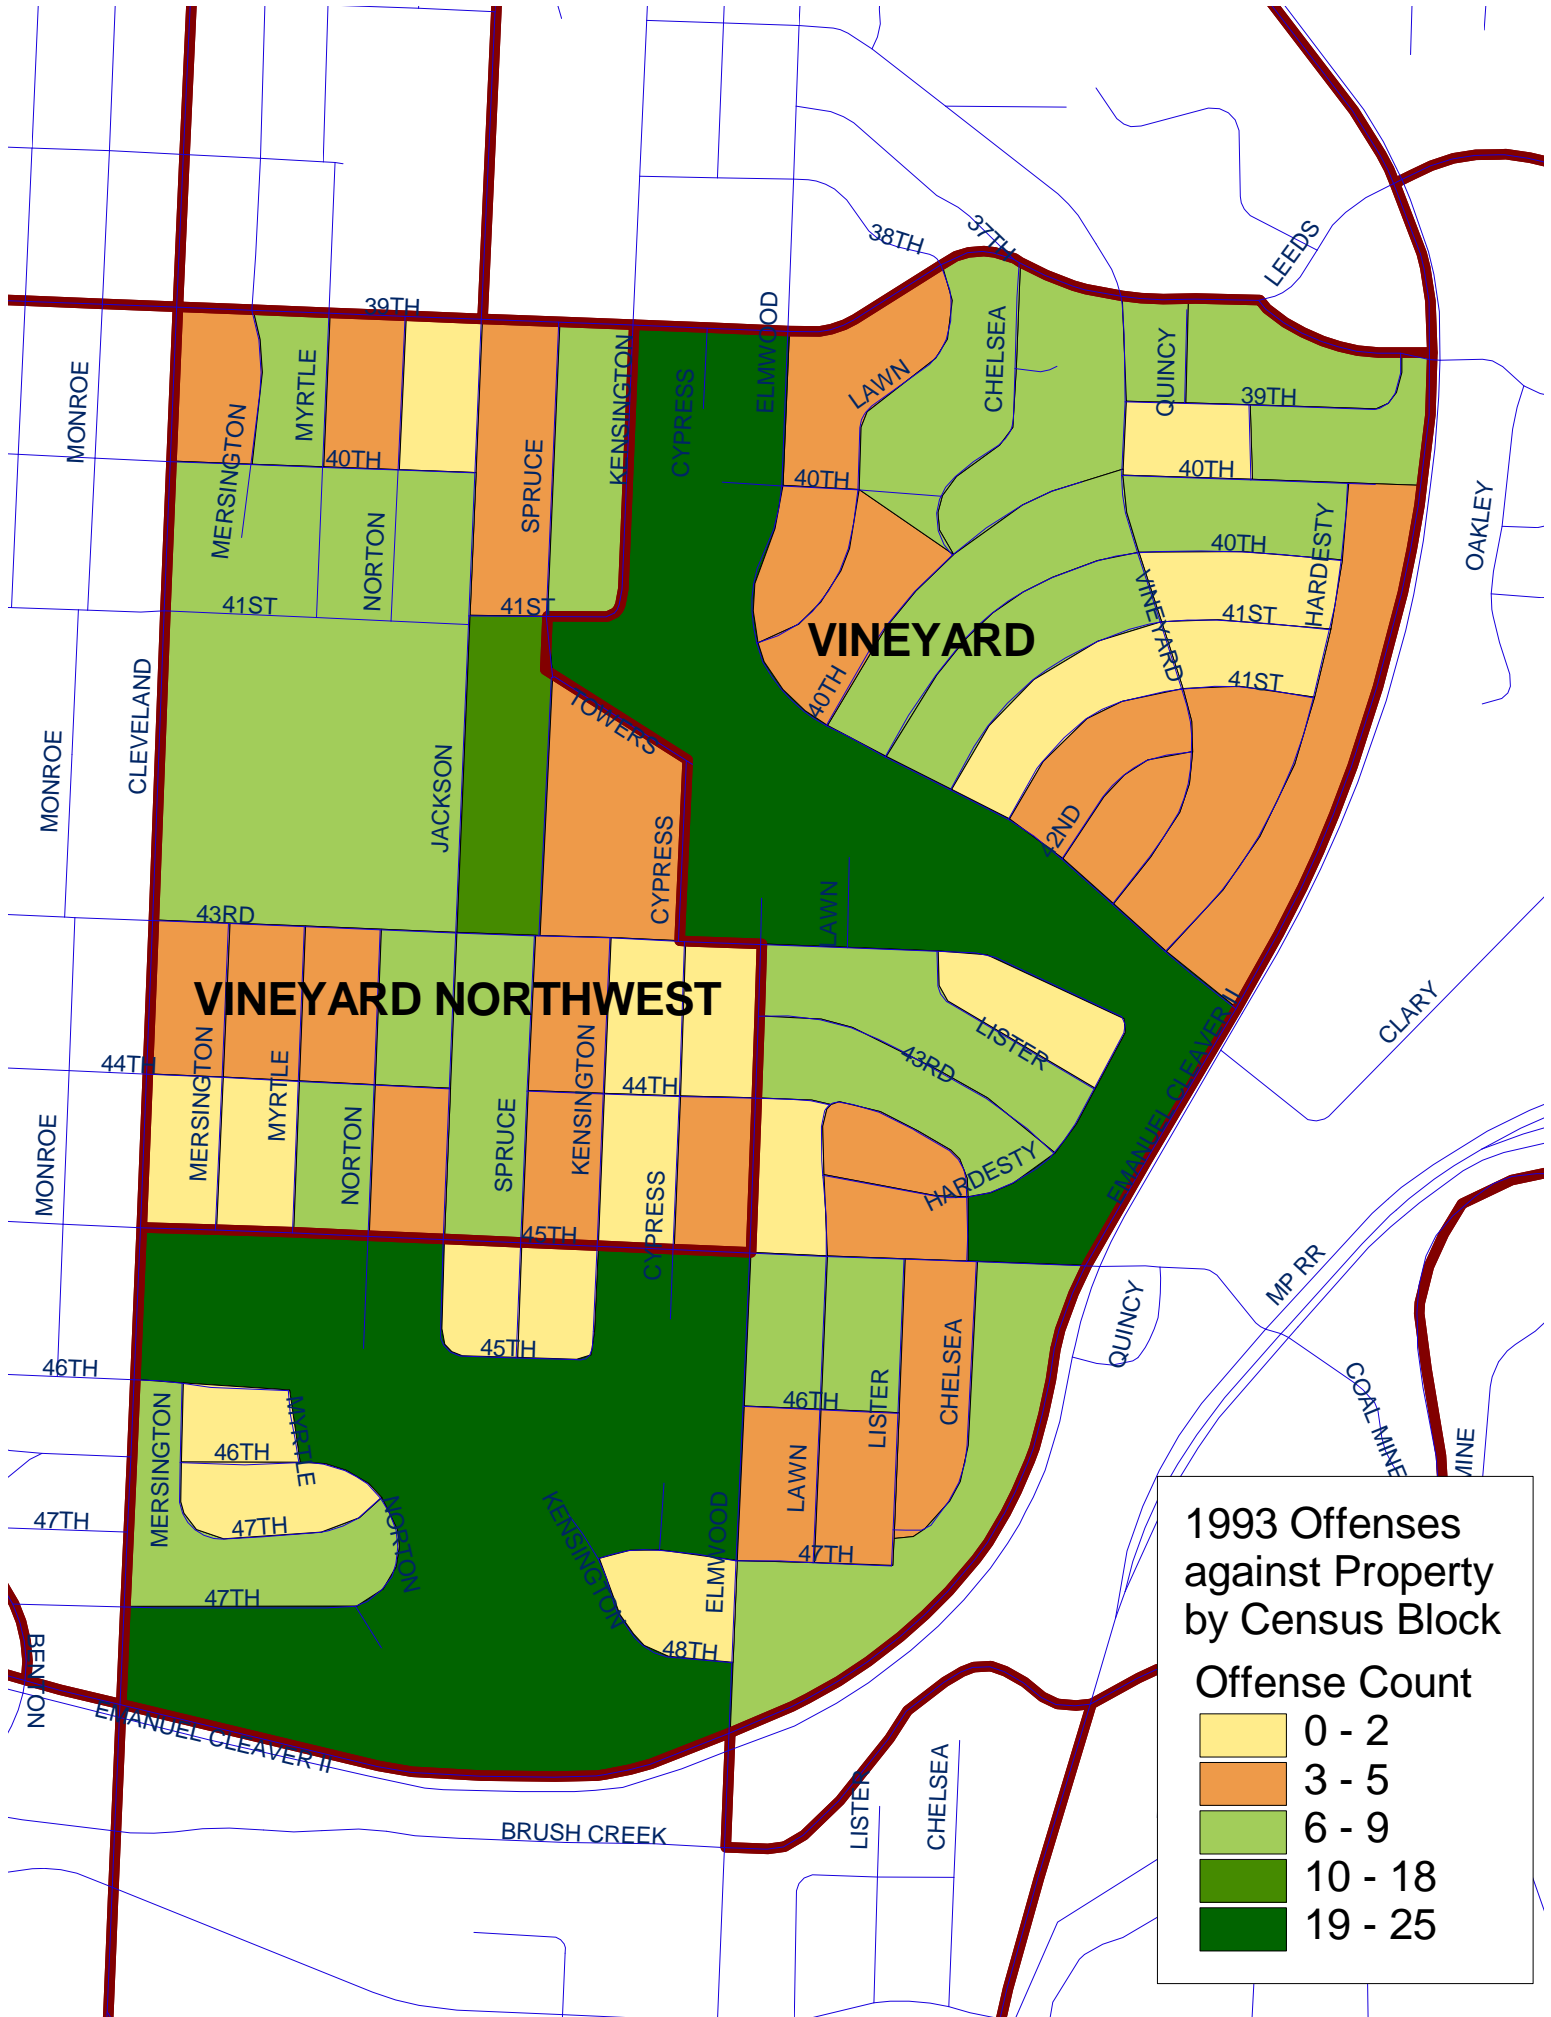 38TH
37TH
LEEDS
39TH
ELMWOOD
CHELSEA
QUINCY
MONROE
MYRTLE
KENSINGTON
CYPRESS
LAWN
39TH
MERSINGTON
40TH
SPRUCE
40TH
40TH
OAKLEY
NORTON
40TH
HARDESTY
41ST
41ST
VINEYARD
VINEYARD
41ST
41ST
CLEVELAND
40TH
TOWERS
MONROE
JACKSON
CYPRESS
42ND
43RD
LAWN
VINEYARD NORTHWEST
LISTER
CLARY
44TH
MERSINGTON
MYRTLE
KENSINGTON
44TH
43RD
EMANUEL CLEAVER II
MONROE
NORTON
SPRUCE
CYPRESS
HARDESTY
45TH
MP RR
QUINCY
45TH
46TH
CHELSEA
COAL MINE
MERSINGTON
MYRTLE
46TH
LISTER
46TH
LAWN
MINE
47TH
47TH
NORTON
KENSINGTON
ELMWOOD
47TH
47TH
48TH
BENTON
EMANUEL CLEAVER II
BRUSH CREEK
LISTER
CHELSEA
1993 Offenses
against Property
by Census Block
Offense Count
0 - 2
3 - 5
6 - 9
10 - 18
19 - 25